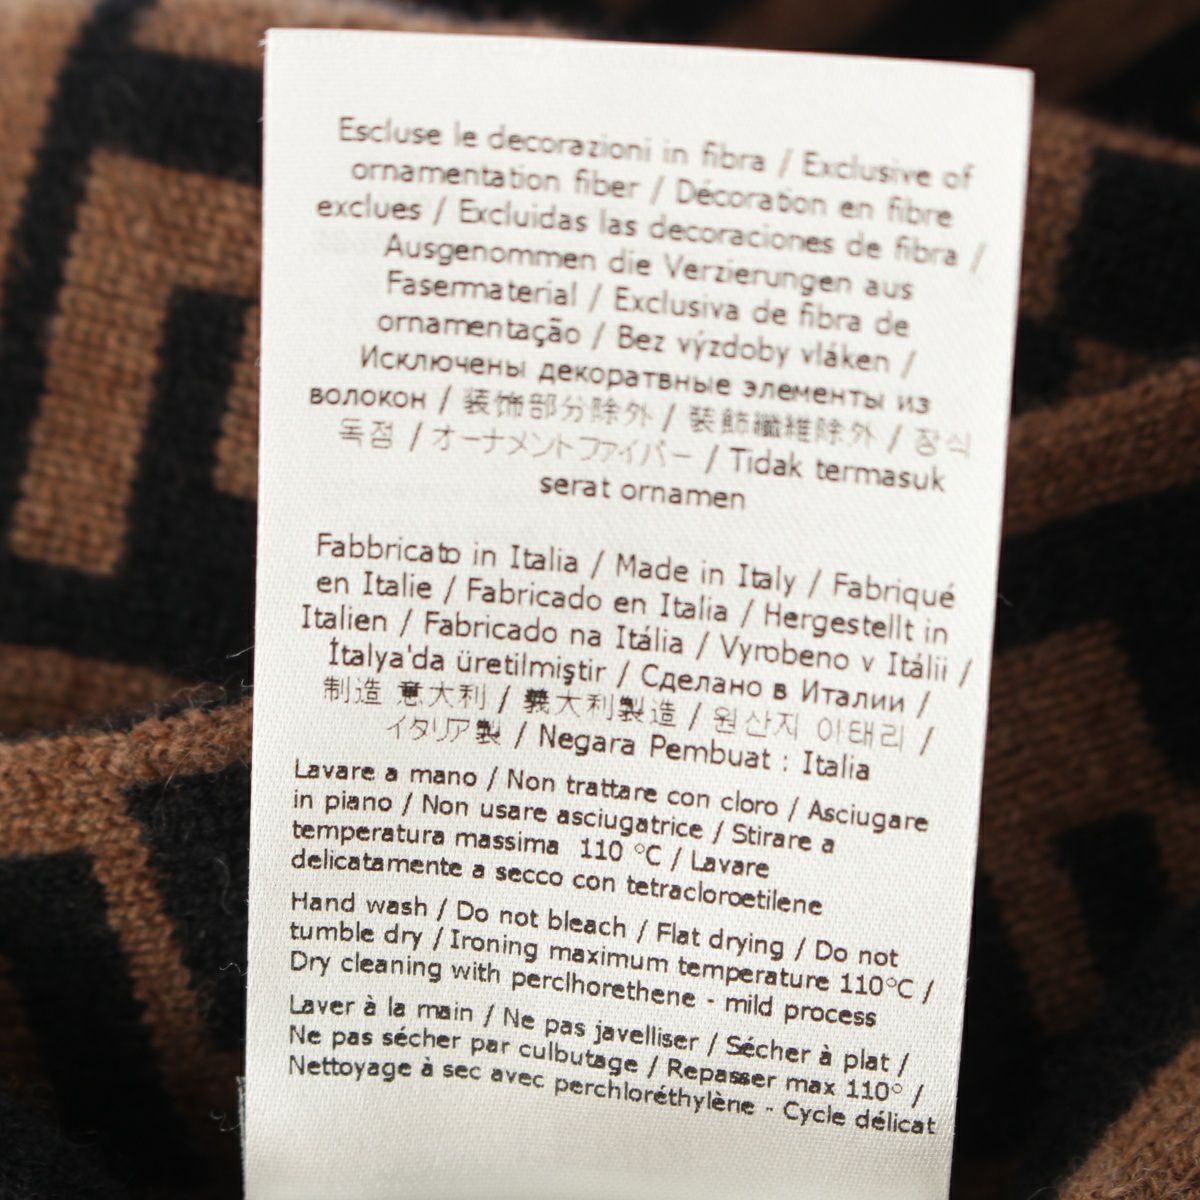 Escluse le decorazioni in fibra / Exclusive of
ornamentation fiber / Décoration en fibre
exclues / Excluidas las decoraciones de fibra /
Ausgenommen die Verzierungen aus
Fasermaterial / Exclusiva de fibra de
ornamentação / Bez výzdoby vláken /
Исключены декоратвные элементы из
волокон / 装饰部分除外 / 装飾纖維除外 / 장식
독점 / オーナメントファイバー / Tidak termasuk
serat ornamen
Fabbricato in Italia / Made in Italy / Fabriqué
en Italie / Fabricado en Italia / Hergestellt in
Italien / Fabricado na Itália / Vyrobeno v Itálii /
İtalya'da üretilmiştir / Сделано в Италии /
制造 意大利 / 義大利製造 / 원산지 이태리 /
イタリア製 / Negara Pembuat : Italia
Lavare a mano / Non trattare con cloro / Asciugare
in piano / Non usare asciugatrice / Stirare a
temperatura massima 110 °C / Lavare
delicatamente a secco con tetracloroetilene
Hand wash / Do not bleach / Flat drying / Do not
tumble dry / Ironing maximum temperature 110°C /
Dry cleaning with perclhorethene - mild process
Laver à la main / Ne pas javelliser / Sécher à plat /
Ne pas sécher par culbutage / Repasser max 110° /
Nettoyage à sec avec perchloréthylène - Cycle délicat